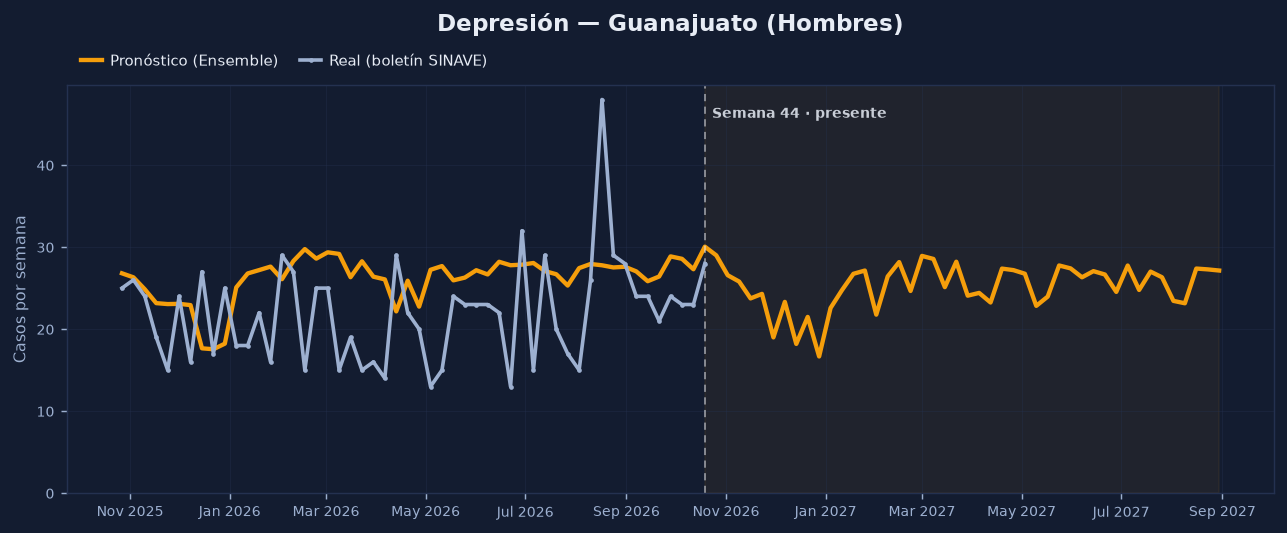 Depresión — Guanajuato (Hombres)
Pronóstico (Ensemble)
Real (boletín SINAVE)
Semana 44 · presente
Casos por semana
40
30
20
10
0
Nov 2025
Jan 2026
Mar 2026
May 2026
Jul 2026
Sep 2026
Nov 2026
Jan 2027
Mar 2027
May 2027
Jul 2027
Sep 2027